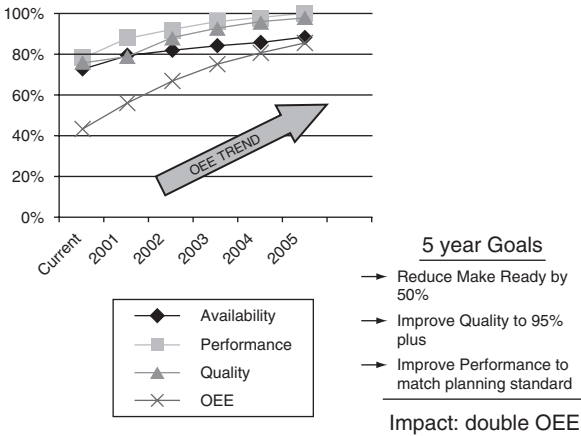 100%
80%
60%
40%
20%
0%
OEE TREND
Current
2001
2002
2003
2004
2005
Availability
Performance
Quality
OEE
5 year Goals
Reduce Make Ready by
50%
Improve Quality to 95%
plus
Improve Performance to
match planning standard
Impact: double OEE